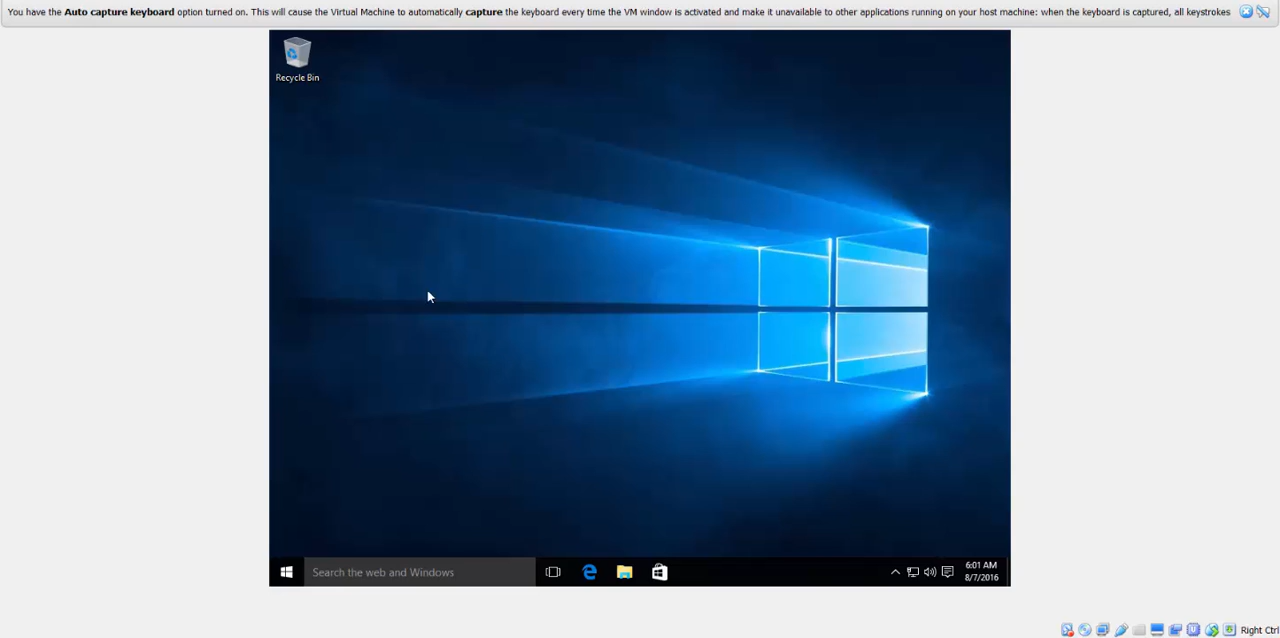 You have the Auto capture keyboard option turned on. This will cause the Virtual Machine to automatically capture the keyboard every time the VM window is activated and make it unavailable to other applications running on your host machine: when the keyboard is captured, all keystrokes
Recycle Bin
Search the web and Windows
6:01 AM
8/7/2016
Right Ctrl